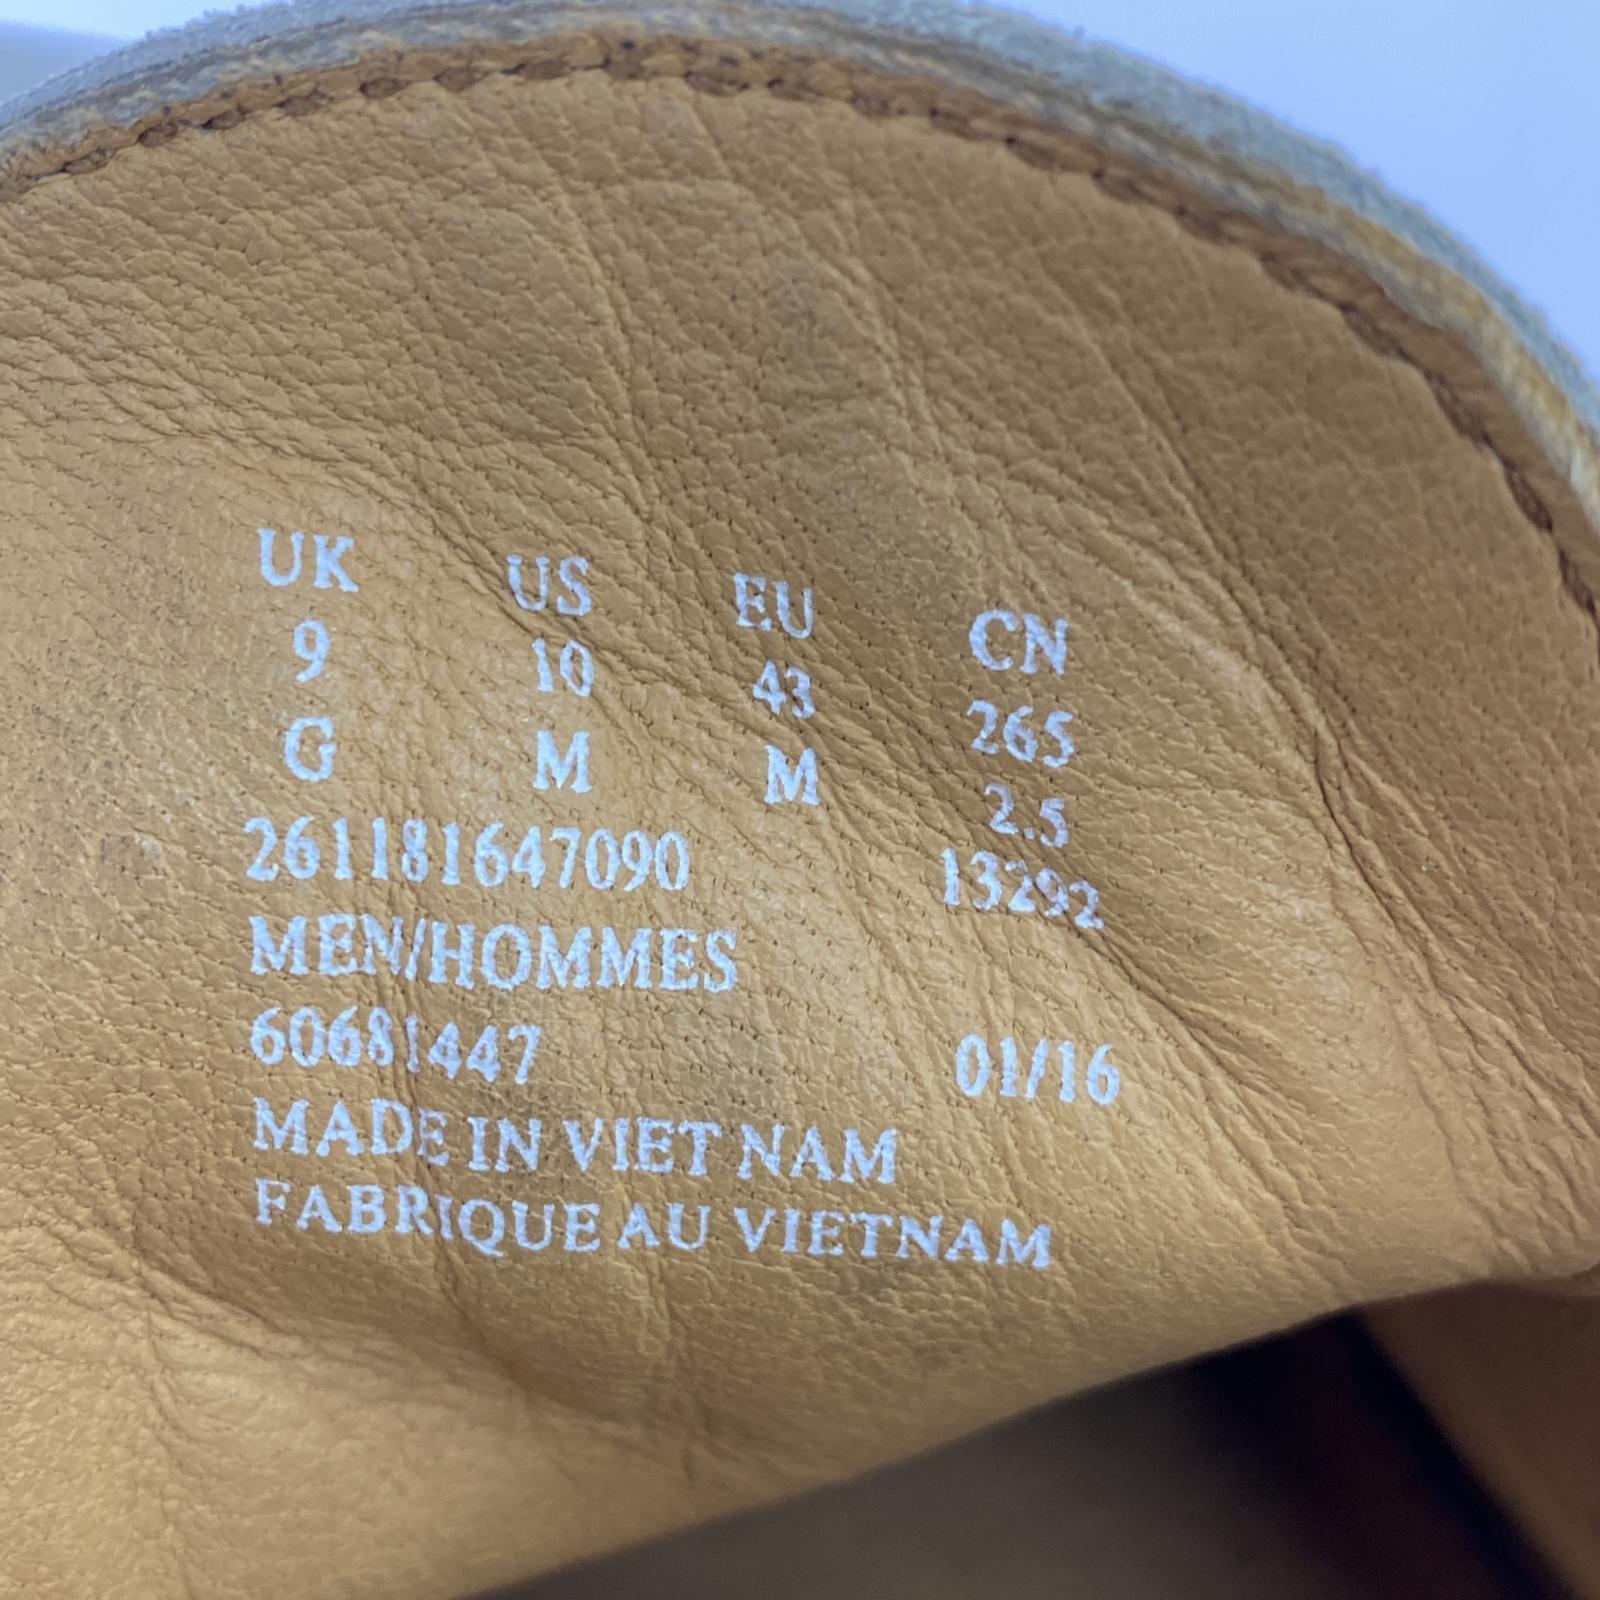 UK US EU CN
9 10 43 265
G M M 2.5
261181647090 13292
MEN/HOMMES
60681447 01/16
MADE IN VIET NAM
FABRIQUE AU VIETNAM